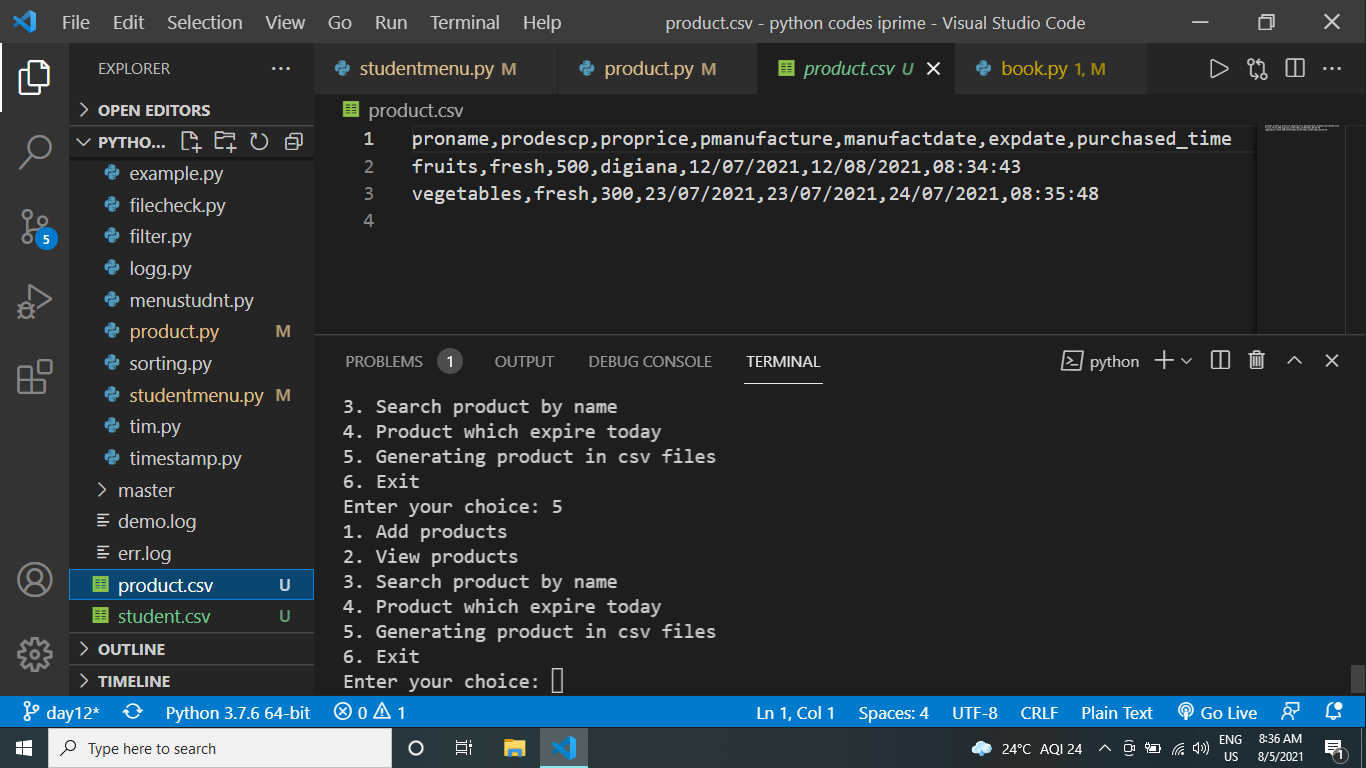 File Edit Selection View Go Run Terminal Help product.csv - python codes iprime - Visual Studio Code
EXPLORER
OPEN EDITORS
PYTHO...
example.py
filecheck.py
filter.py
logg.py
menustudnt.py
product.py M
sorting.py
studentmenu.py M
tim.py
timestamp.py
master
demo.log
err.log
product.csv U
student.csv U
OUTLINE
TIMELINE
5
studentmenu.py M product.py M product.csv U book.py 1, M
product.csv
1 proname,prodescp,proprice,pmanufacture,manufactdate,expdate,purchased_time
2 fruits,fresh,500,digiana,12/07/2021,12/08/2021,08:34:43
3 vegetables,fresh,300,23/07/2021,23/07/2021,24/07/2021,08:35:48
4
PROBLEMS 1 OUTPUT DEBUG CONSOLE TERMINAL python
3. Search product by name
4. Product which expire today
5. Generating product in csv files
6. Exit
Enter your choice: 5
1. Add products
2. View products
3. Search product by name
4. Product which expire today
5. Generating product in csv files
6. Exit
Enter your choice:
day12* Python 3.7.6 64-bit 0 1 Ln 1, Col 1 Spaces: 4 UTF-8 CRLF Plain Text Go Live
Type here to search 24°C AQI 24 ENG US 8:36 AM 8/5/2021 1